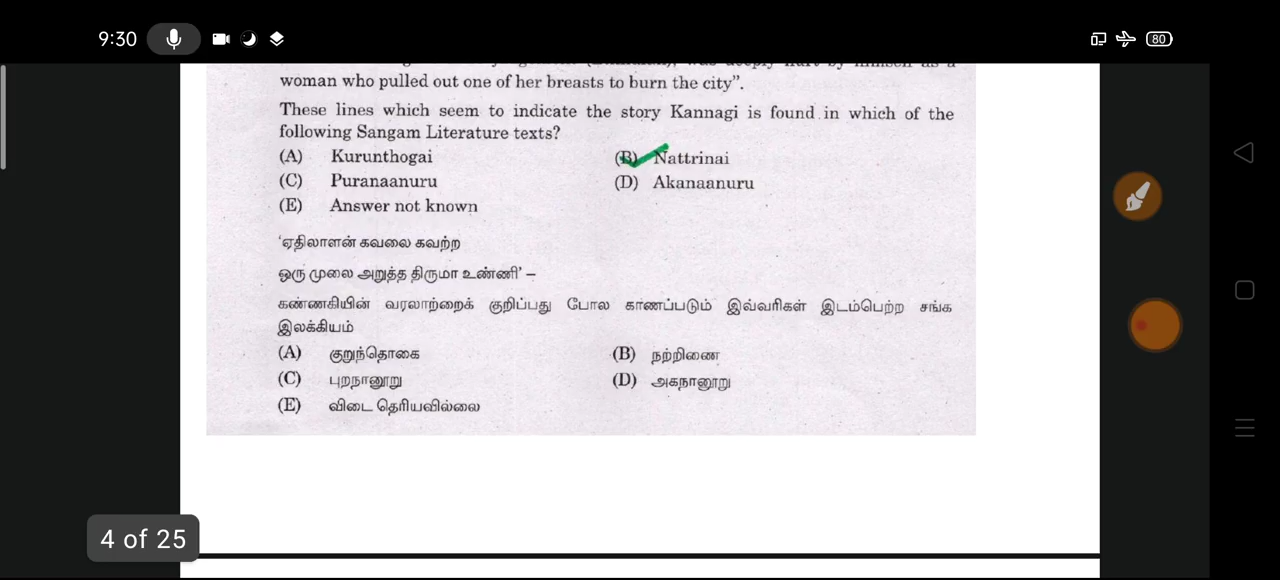 9:30
80
woman who pulled out one of her breasts to burn the city”.
These lines which seem to indicate the story Kannagi is found in which of the
following Sangam Literature texts?
(A) Kurunthogai (B) Nattrinai
(C) Puranaanuru (D) Akanaanuru
(E) Answer not known
‘ஏதிலாளன் கவலை கவற்ற
ஒரு முலை அறுத்த திருமா உண்ணி’ –
கண்ணகியின் வரலாற்றைக் குறிப்பது போல காணப்படும் இவ்வரிகள் இடம்பெற்ற சங்க
இலக்கியம்
(A) குறுந்தொகை (B) நற்றிணை
(C) புறநானூறு (D) அகநானூறு
(E) விடை தெரியவில்லை
4 of 25